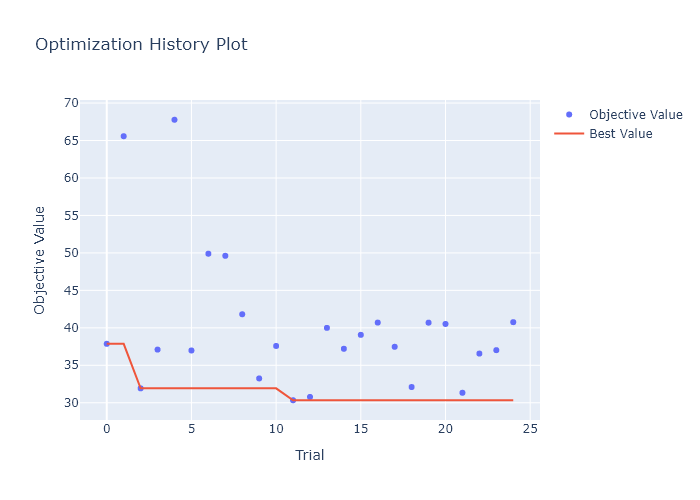 Optimization History Plot
70
65
60
55
50
45
40
35
30
Objective Value
0 5 10 15 20 25
Trial
Objective Value
Best Value